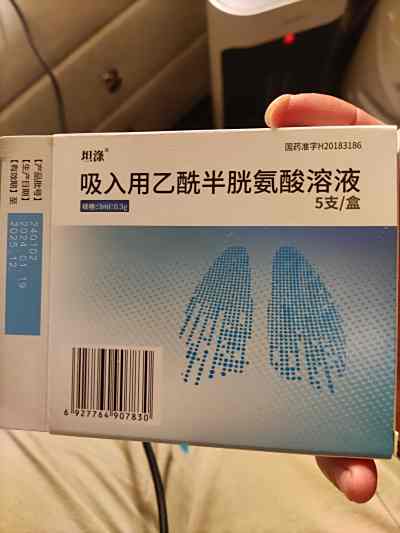 坦涤®
国药准字H20183186
吸入用乙酰半胱氨酸溶液
规格:3ml:0.3g
5支/盒
6 927764 907830
【产品批号】 240102
【生产日期】 2024.01.19
【有效期】至 2025.12